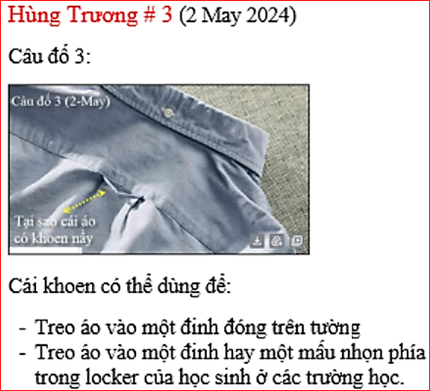 Hùng Trương # 3 (2 May 2024)
Câu đố 3:
Câu đố 3 (2-May)
Tại sao cái áo
có khoen nầy
Cái khoen có thể dùng để:
- Treo áo vào một đinh đóng trên tường
- Treo áo vào một đinh hay một mấu nhọn phía
trong locker của học sinh ở các trường học.